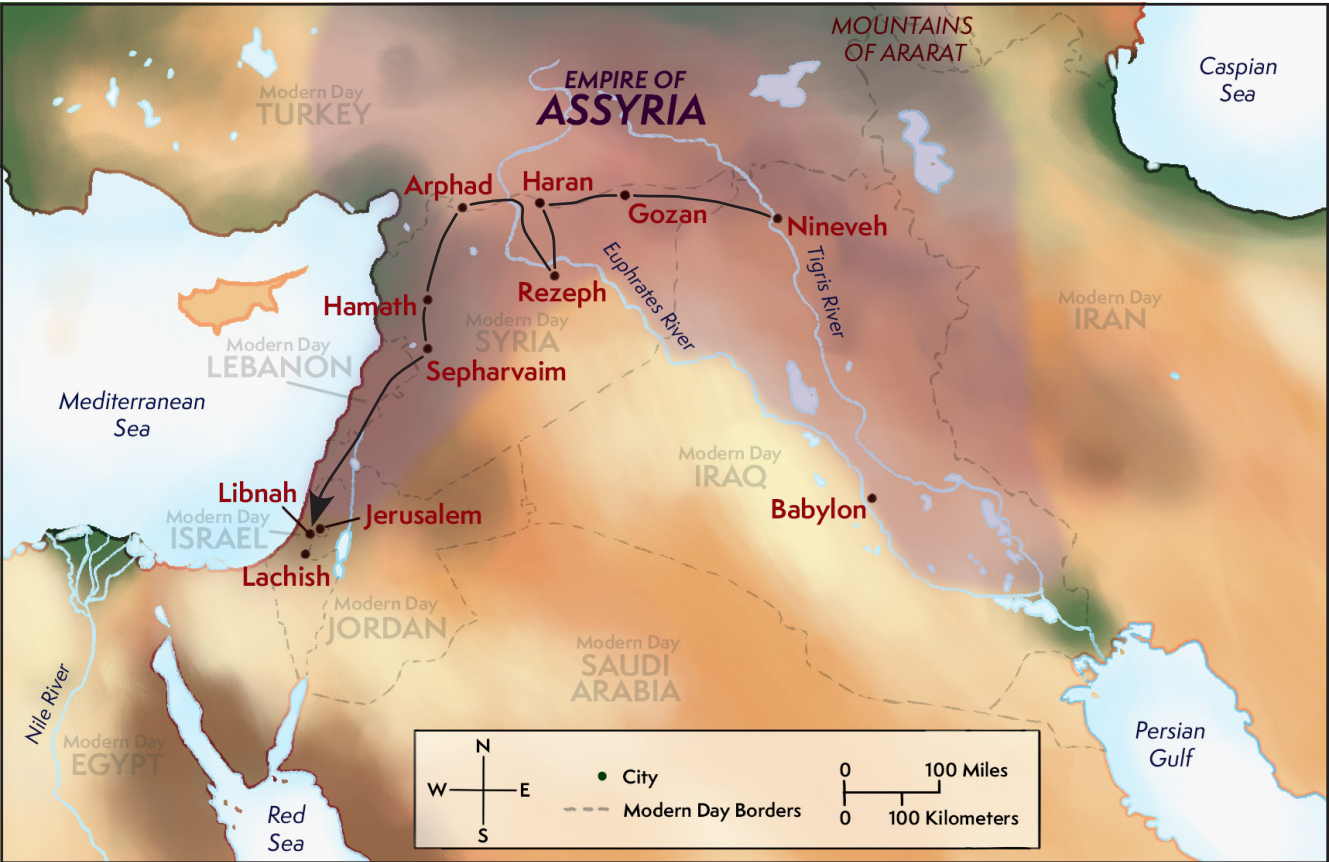 MOUNTAINS
OF ARARAT
Caspian
Sea
EMPIRE OF
ASSYRIA
Modern Day
TURKEY
Arphad
Haran
Gozan
Nineveh
Rezeph
Euphrates River
Tigris River
Hamath
Modern Day
SYRIA
Modern Day
IRAN
Modern Day
LEBANON
Sepharvaim
Mediterranean
Sea
Modern Day
IRAQ
Libnah
Jerusalem
Babylon
Modern Day
ISRAEL
Lachish
Modern Day
JORDAN
Modern Day
SAUDI
ARABIA
Nile River
Modern Day
EGYPT
Red
Sea
Persian
Gulf
N
W E
S
City
Modern Day Borders
0 100 Miles
0 100 Kilometers